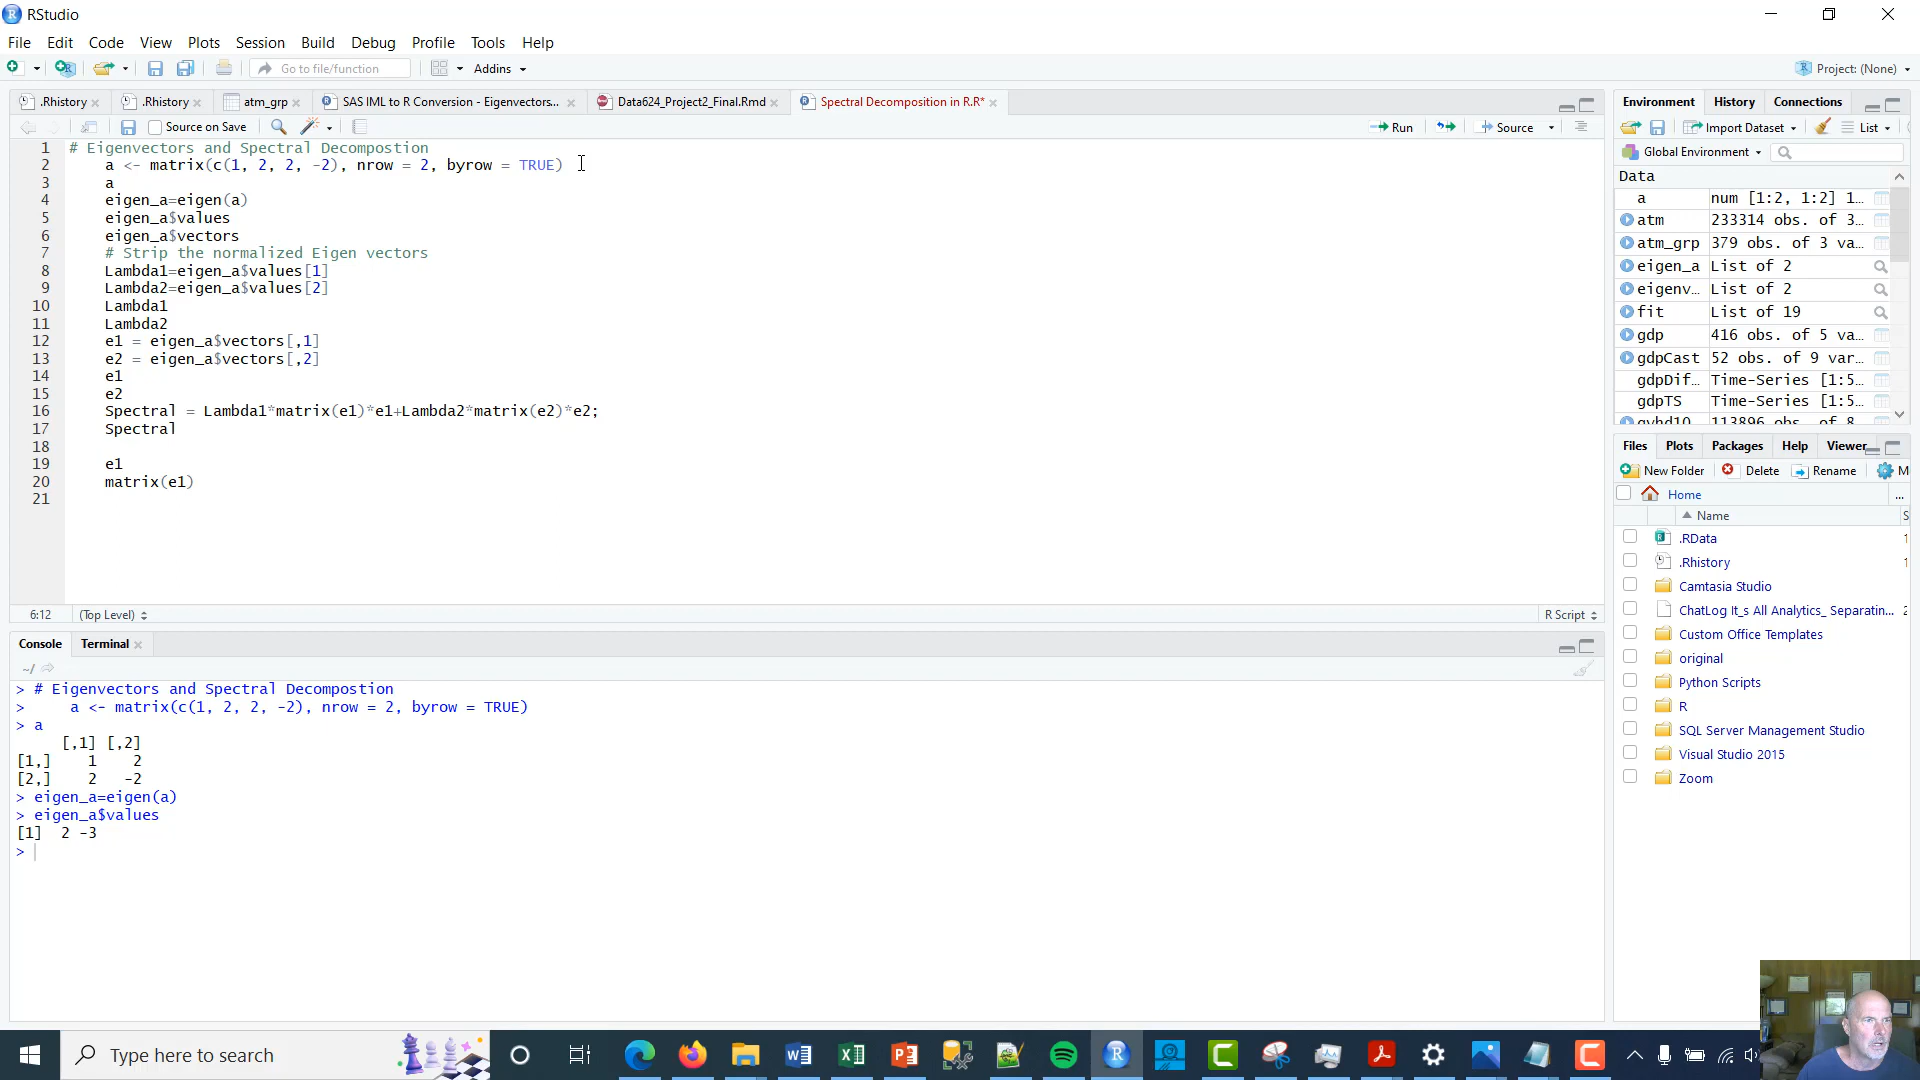 RStudio
File Edit Code View Plots Session Build Debug Profile Tools Help
Go to file/function Addins Project: (None)
.Rhistory .Rhistory atm_grp SAS IML to R Conversion - Eigenvectors... Data624_Project2_Final.Rmd Spectral Decomposition in R.R*
Source on Save Run Source
1 # Eigenvectors and Spectral Decompostion
2 a <- matrix(c(1, 2, 2, -2), nrow = 2, byrow = TRUE)
3 a
4 eigen_a=eigen(a)
5 eigen_a$values
6 eigen_a$vectors
7 # Strip the normalized Eigen vectors
8 Lambda1=eigen_a$values[1]
9 Lambda2=eigen_a$values[2]
10 Lambda1
11 Lambda2
12 e1 = eigen_a$vectors[,1]
13 e2 = eigen_a$vectors[,2]
14 e1
15 e2
16 Spectral = Lambda1*matrix(e1)*e1+Lambda2*matrix(e2)*e2;
17 Spectral
18
19 e1
20 matrix(e1)
21
6:12 (Top Level) R Script
Console Terminal
~/
> # Eigenvectors and Spectral Decompostion
> a <- matrix(c(1, 2, 2, -2), nrow = 2, byrow = TRUE)
> a
[,1] [,2]
[1,] 1 2
[2,] 2 -2
> eigen_a=eigen(a)
> eigen_a$values
[1] 2 -3
>
Environment History Connections
Import Dataset List
Global Environment
Data
a num [1:2, 1:2] 1...
atm 233314 obs. of 3...
atm_grp 379 obs. of 3 va...
eigen_a List of 2
eigenv... List of 2
fit List of 19
gdp 416 obs. of 5 va...
gdpCast 52 obs. of 9 var...
gdpDif... Time-Series [1:5...
gdpTS Time-Series [1:5...
gvhd10 113896 obs. of 8
Files Plots Packages Help Viewer
New Folder Delete Rename M
Home ...
Name S
.RData 1
.Rhistory 1
Camtasia Studio
ChatLog It_s All Analytics_ Separatin... 2
Custom Office Templates
original
Python Scripts
R
SQL Server Management Studio
Visual Studio 2015
Zoom
Type here to search